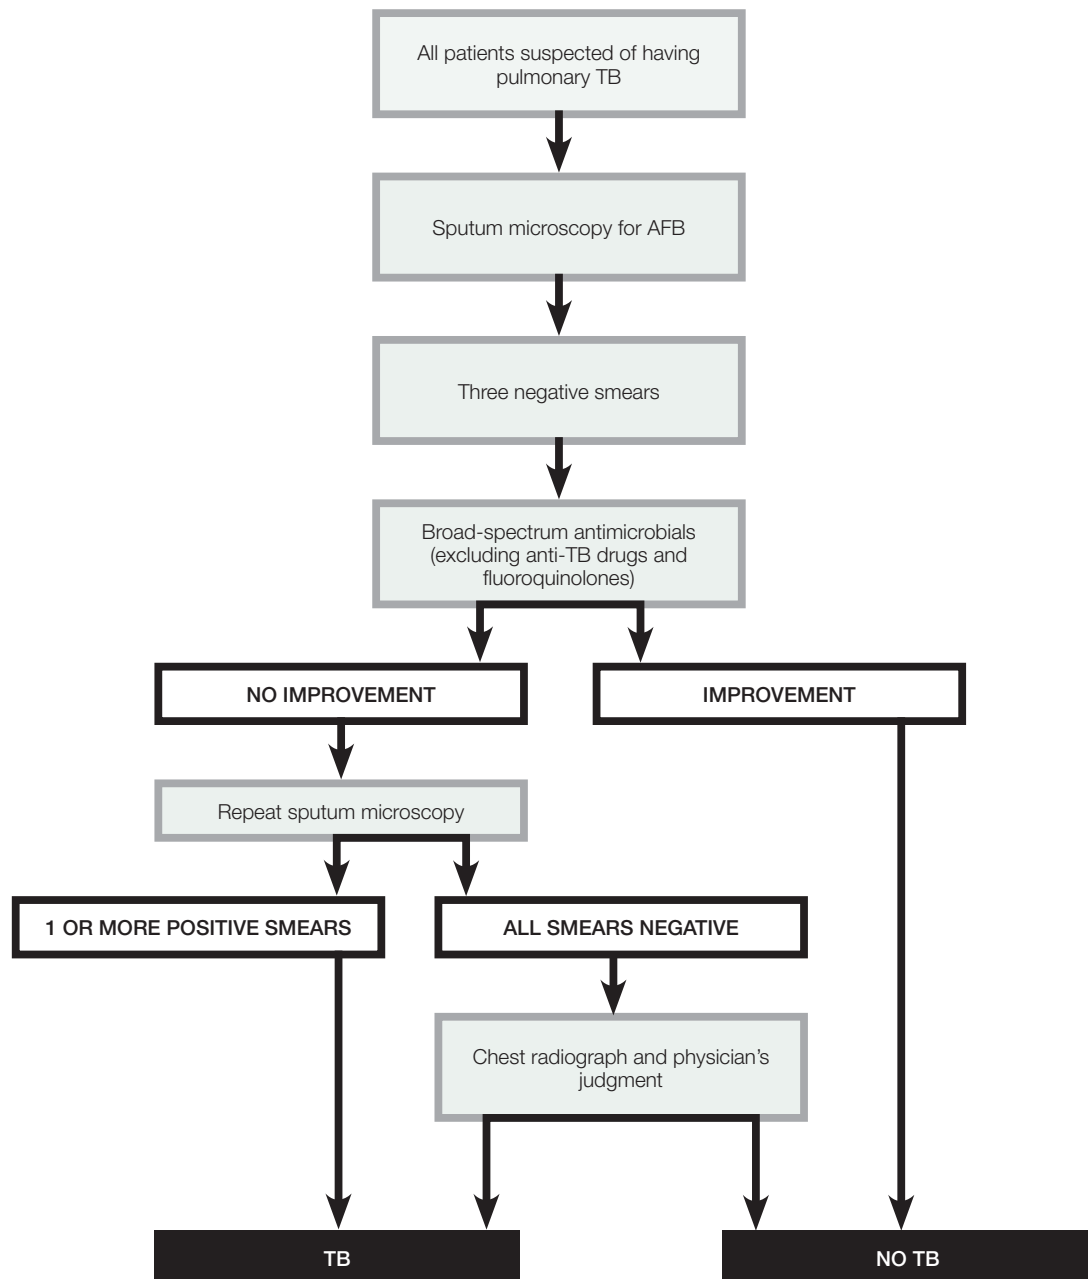 All patients suspected of having
pulmonary TB
Sputum microscopy for AFB
Three negative smears
Broad-spectrum antimicrobials
(excluding anti-TB drugs and
fluoroquinolones)
NO IMPROVEMENT
IMPROVEMENT
Repeat sputum microscopy
1 OR MORE POSITIVE SMEARS
ALL SMEARS NEGATIVE
Chest radiograph and physician’s
judgment
TB
NO TB